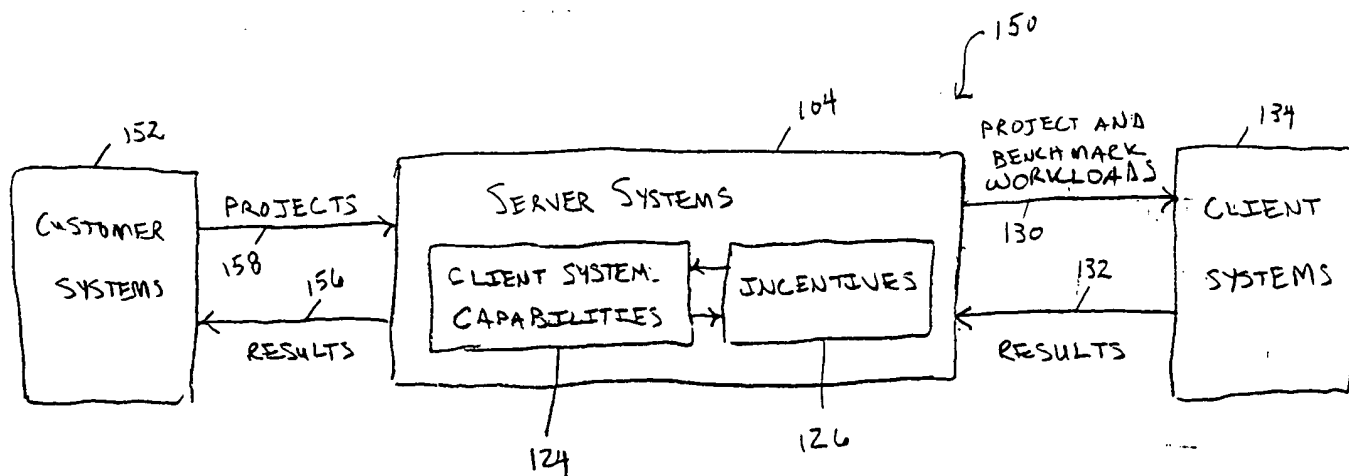 150
152
104
134
PROJECT AND
BENCHMARK
WORKLOADS
CUSTOMER
SYSTEMS
PROJECTS
158
156
RESULTS
SERVER SYSTEMS
CLIENT SYSTEM
CAPABILITIES
INCENTIVES
130
132
RESULTS
CLIENT
SYSTEMS
124
126